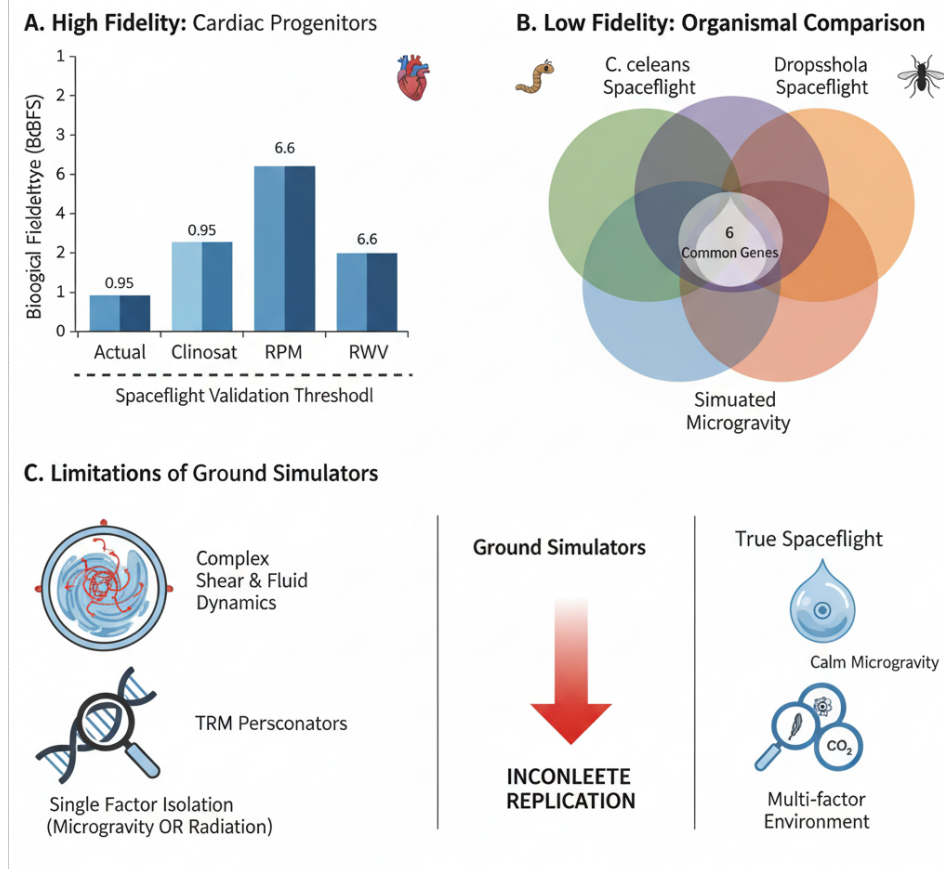 A. High Fidelity: Cardiac Progenitors
Bioogical Fieldehttye (BdBFS)
1
2
3
6
4
2
1
0
0.95
0.95
6.6
6.6
Actual
Clinosat
RPM
RWV
Spaceflight Validation Threshodl
B. Low Fidelity: Organismal Comparison
C. celeans
Spaceflight
Dropsshola
Spaceflight
6
Common Genes
Simuated
Microgravity
C. Limitations of Ground Simulators
Complex
Shear & Fluid
Dynamics
TRM Persconators
Single Factor Isolation
(Microgravity OR Radiation)
Ground Simulators
INCONLEETE
REPLICATION
True Spaceflight
Calm Microgravity
CO₂
Multi-factor
Environment